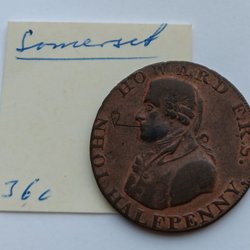 Somerset
36c
JOHN HOWARD F.R.S.
HALFPENNY.